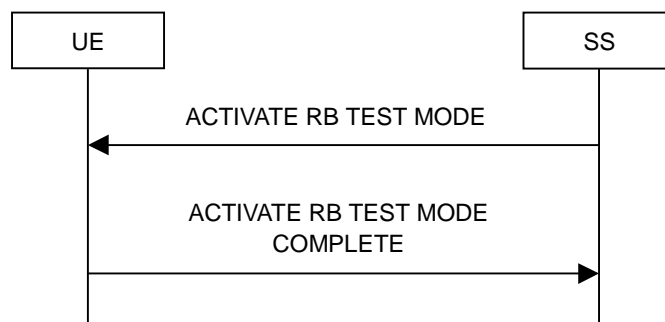 UE
SS
ACTIVATE RB TEST MODE
ACTIVATE RB TEST MODE
COMPLETE